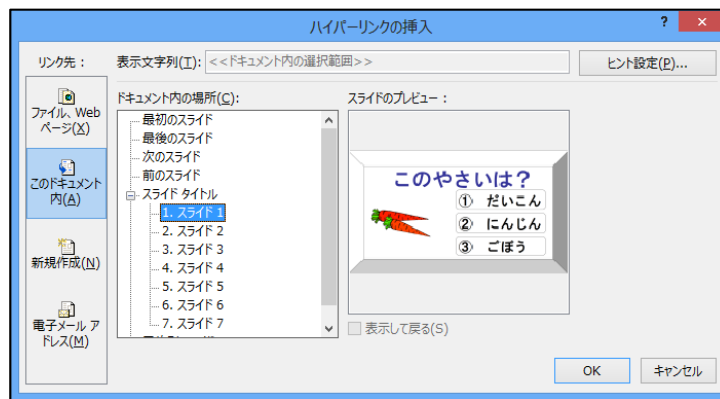 ハイパーリンクの挿入
? ×
リンク先：
表示文字列(T)：
<<ドキュメント内の選択範囲>>
ヒント設定(P)...
ファイル、Web
ページ(X)
このドキュメント
内(A)
新規作成(N)
電子メール ア
ドレス(M)
ドキュメント内の場所(C)：
最初のスライド
最後のスライド
次のスライド
前のスライド
スライド タイトル
1. スライド 1
2. スライド 2
3. スライド 3
4. スライド 4
5. スライド 5
6. スライド 6
7. スライド 7
スライドのプレビュー：
このやさいは？
① だいこん
② にんじん
③ ごぼう
表示して戻る(S)
OK
キャンセル